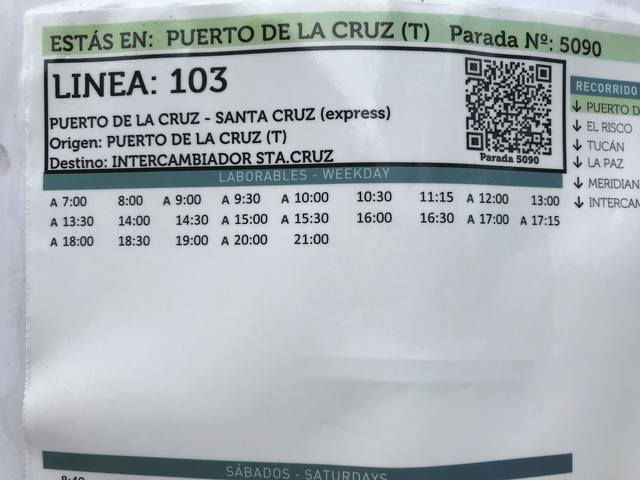 ESTÁS EN: PUERTO DE LA CRUZ (T) Parada Nº: 5090
LINEA: 103
PUERTO DE LA CRUZ - SANTA CRUZ (express)
Origen: PUERTO DE LA CRUZ (T)
Destino: INTERCAMBIADOR STA.CRUZ
Parada 5090
RECORRIDO
↓ PUERTO D
↓ EL RISCO
↓ TUCÁN
↓ LA PAZ
↓ MERIDIAN
↓ INTERCAM
LABORABLES - WEEKDAY
A 7:00 8:00 A 9:00 A 9:30 A 10:00 10:30 11:15 A 12:00 13:00
A 13:30 14:00 14:30 A 15:00 A 15:30 16:00 16:30 A 17:00 A 17:15
A 18:00 18:30 19:00 A 20:00 21:00
SÁBADOS - SATURDAYS